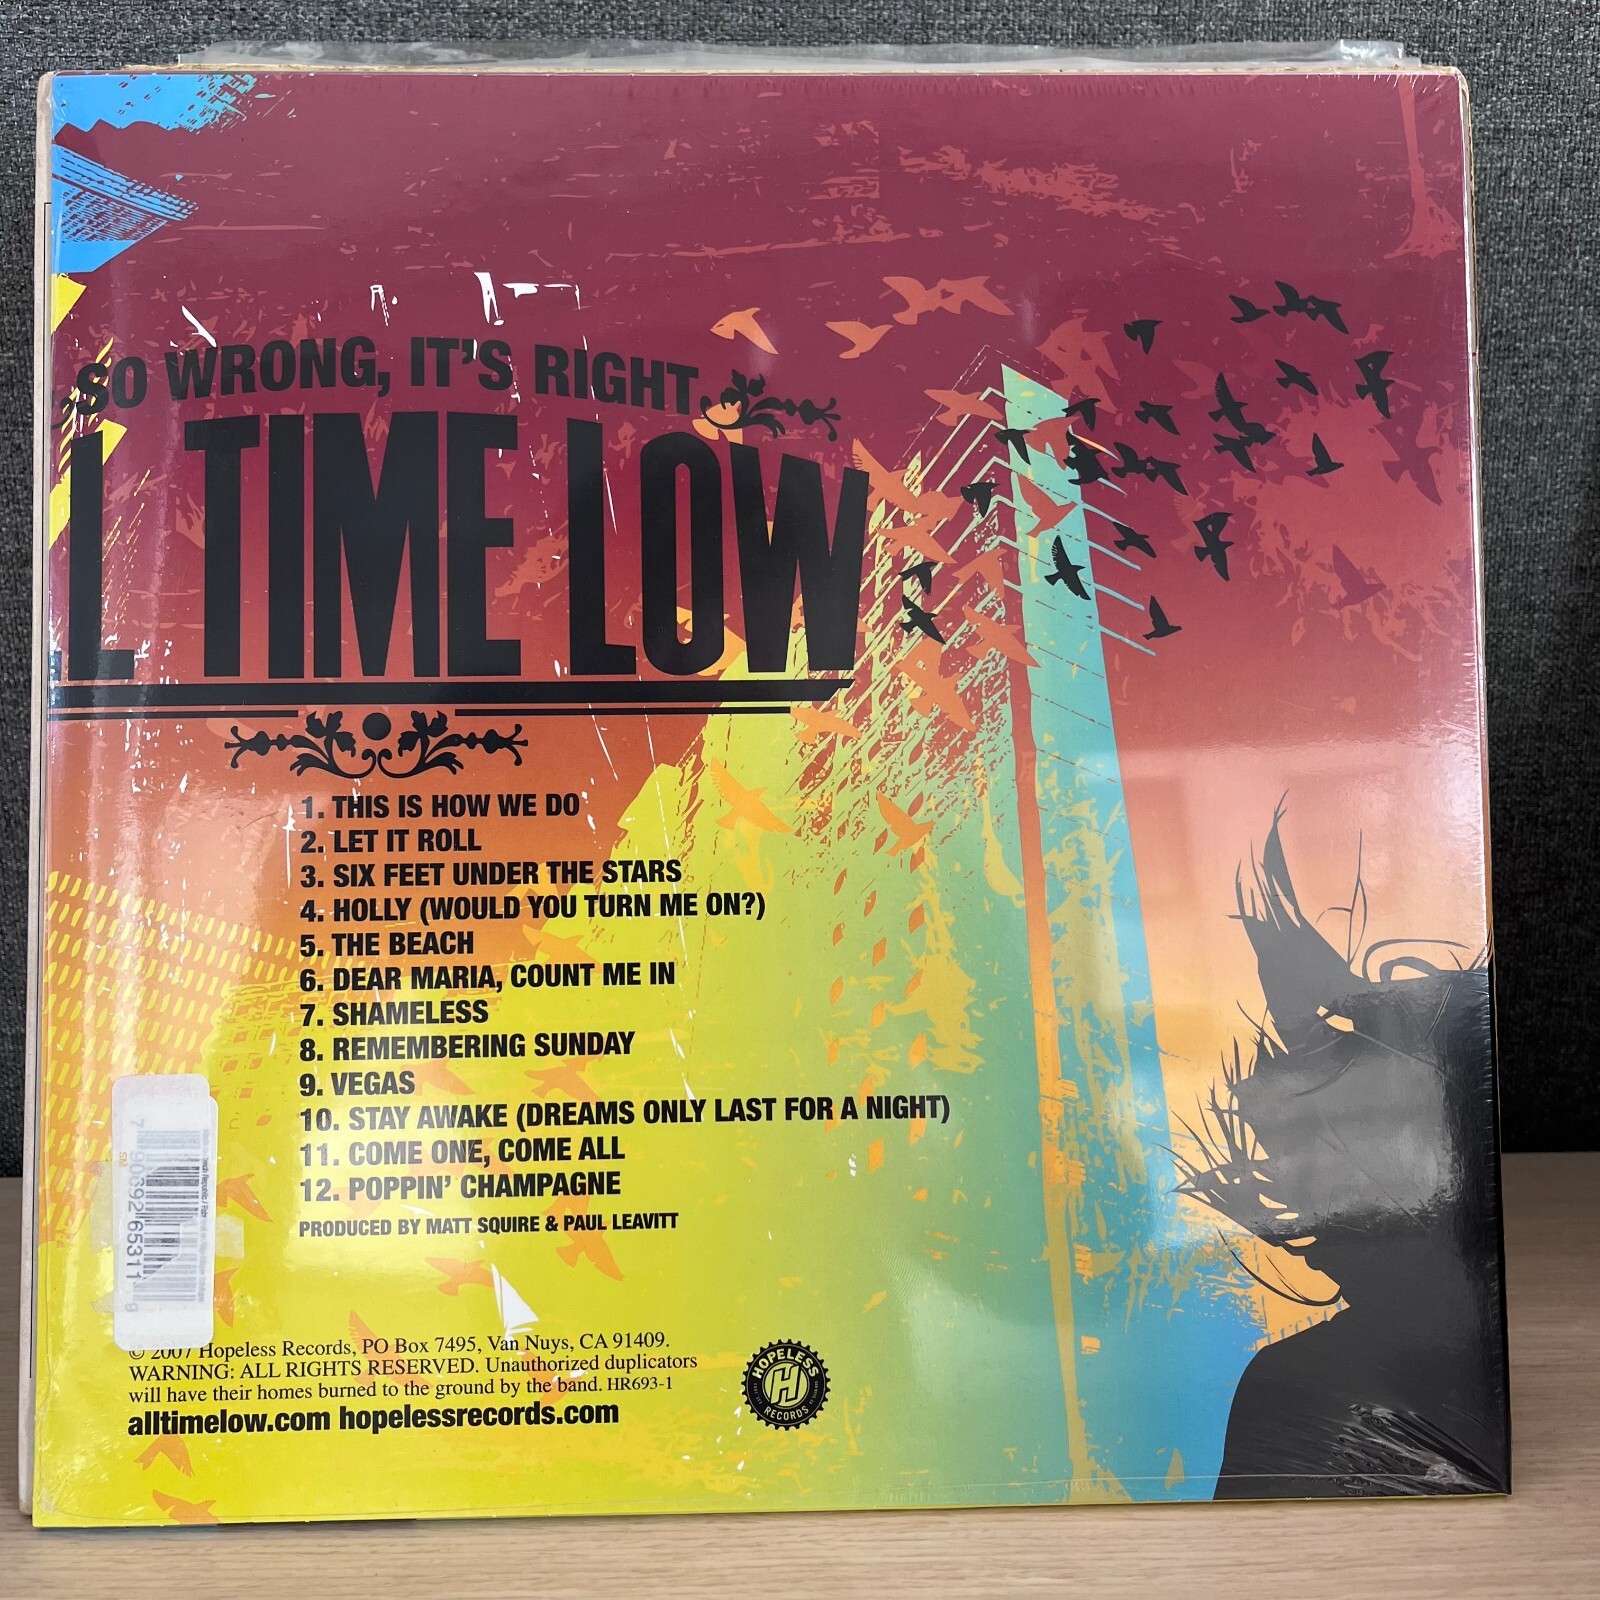 SO WRONG, IT'S RIGHT
L TIME LOW
1. THIS IS HOW WE DO
2. LET IT ROLL
3. SIX FEET UNDER THE STARS
4. HOLLY (WOULD YOU TURN ME ON?)
5. THE BEACH
6. DEAR MARIA, COUNT ME IN
7. SHAMELESS
8. REMEMBERING SUNDAY
9. VEGAS
10. STAY AWAKE (DREAMS ONLY LAST FOR A NIGHT)
11. COME ONE, COME ALL
12. POPPIN' CHAMPAGNE
PRODUCED BY MATT SQUIRE & PAUL LEAVITT
7 90692 65311 9
© 2007 Hopeless Records, PO Box 7495, Van Nuys, CA 91409.
WARNING: ALL RIGHTS RESERVED. Unauthorized duplicators
will have their homes burned to the ground by the band. HR693-1
alltimelow.com hopelessrecords.com
HOPELESS
H
RECORDS